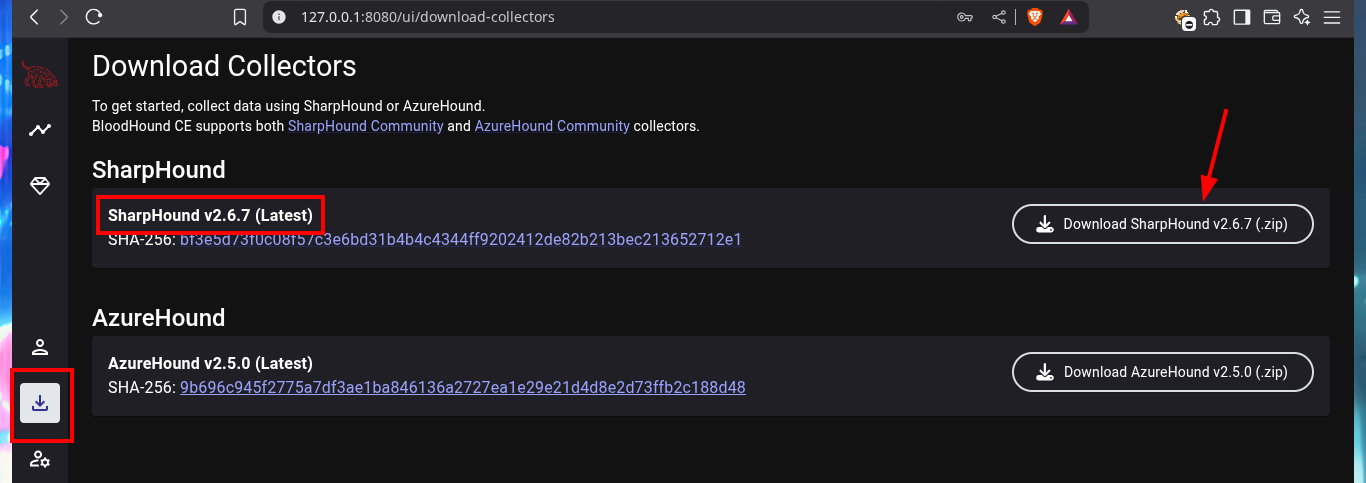 127.0.0.1:8080/ui/download-collectors
Download Collectors
To get started, collect data using SharpHound or AzureHound.
BloodHound CE supports both SharpHound Community and AzureHound Community collectors.
SharpHound
SharpHound v2.6.7 (Latest)
Download SharpHound v2.6.7 (.zip)
SHA-256: bf3e5d73f0c08f57c3e6bd31b4b4c4344ff9202412de82b213bec213652712e1
AzureHound
AzureHound v2.5.0 (Latest)
Download AzureHound v2.5.0 (.zip)
SHA-256: 9b696c945f2775a7df3ae1ba846136a2727ea1e29e21d4d8e2d73ffb2c188d48